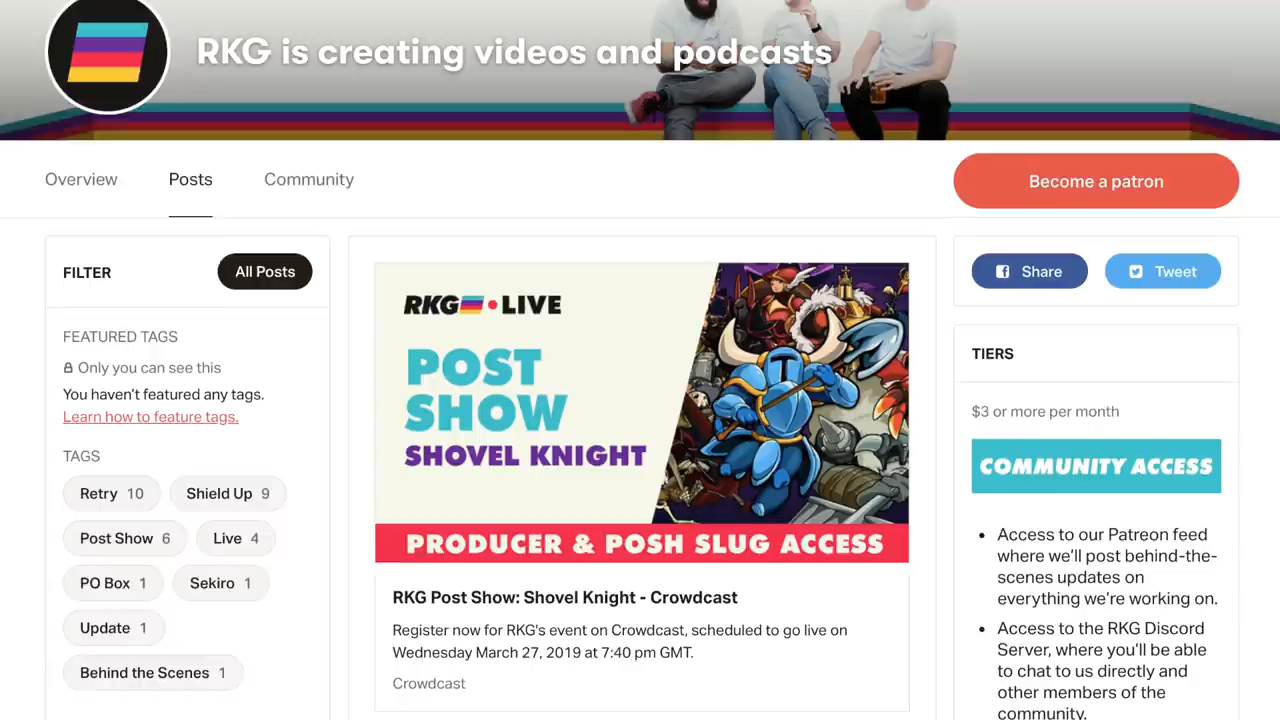 RKG is creating videos and podcasts
Overview
Posts
Community
Become a patron
FILTER
All Posts
FEATURED TAGS
Only you can see this
You haven't featured any tags.
Learn how to feature tags.
TAGS
Retry 10
Shield Up 9
Post Show 6
Live 4
PO Box 1
Sekiro 1
Update 1
Behind the Scenes 1
RKG LIVE
POST
SHOW
SHOVEL KNIGHT
PRODUCER & POSH SLUG ACCESS
RKG Post Show: Shovel Knight - Crowdcast
Register now for RKG's event on Crowdcast, scheduled to go live on
Wednesday March 27, 2019 at 7:40 pm GMT.
Crowdcast
Share
Tweet
TIERS
$3 or more per month
COMMUNITY ACCESS
• Access to our Patreon feed
where we'll post behind-the-
scenes updates on
everything we're working on.
• Access to the RKG Discord
Server, where you'll be able
to chat to us directly and
other members of the
community.